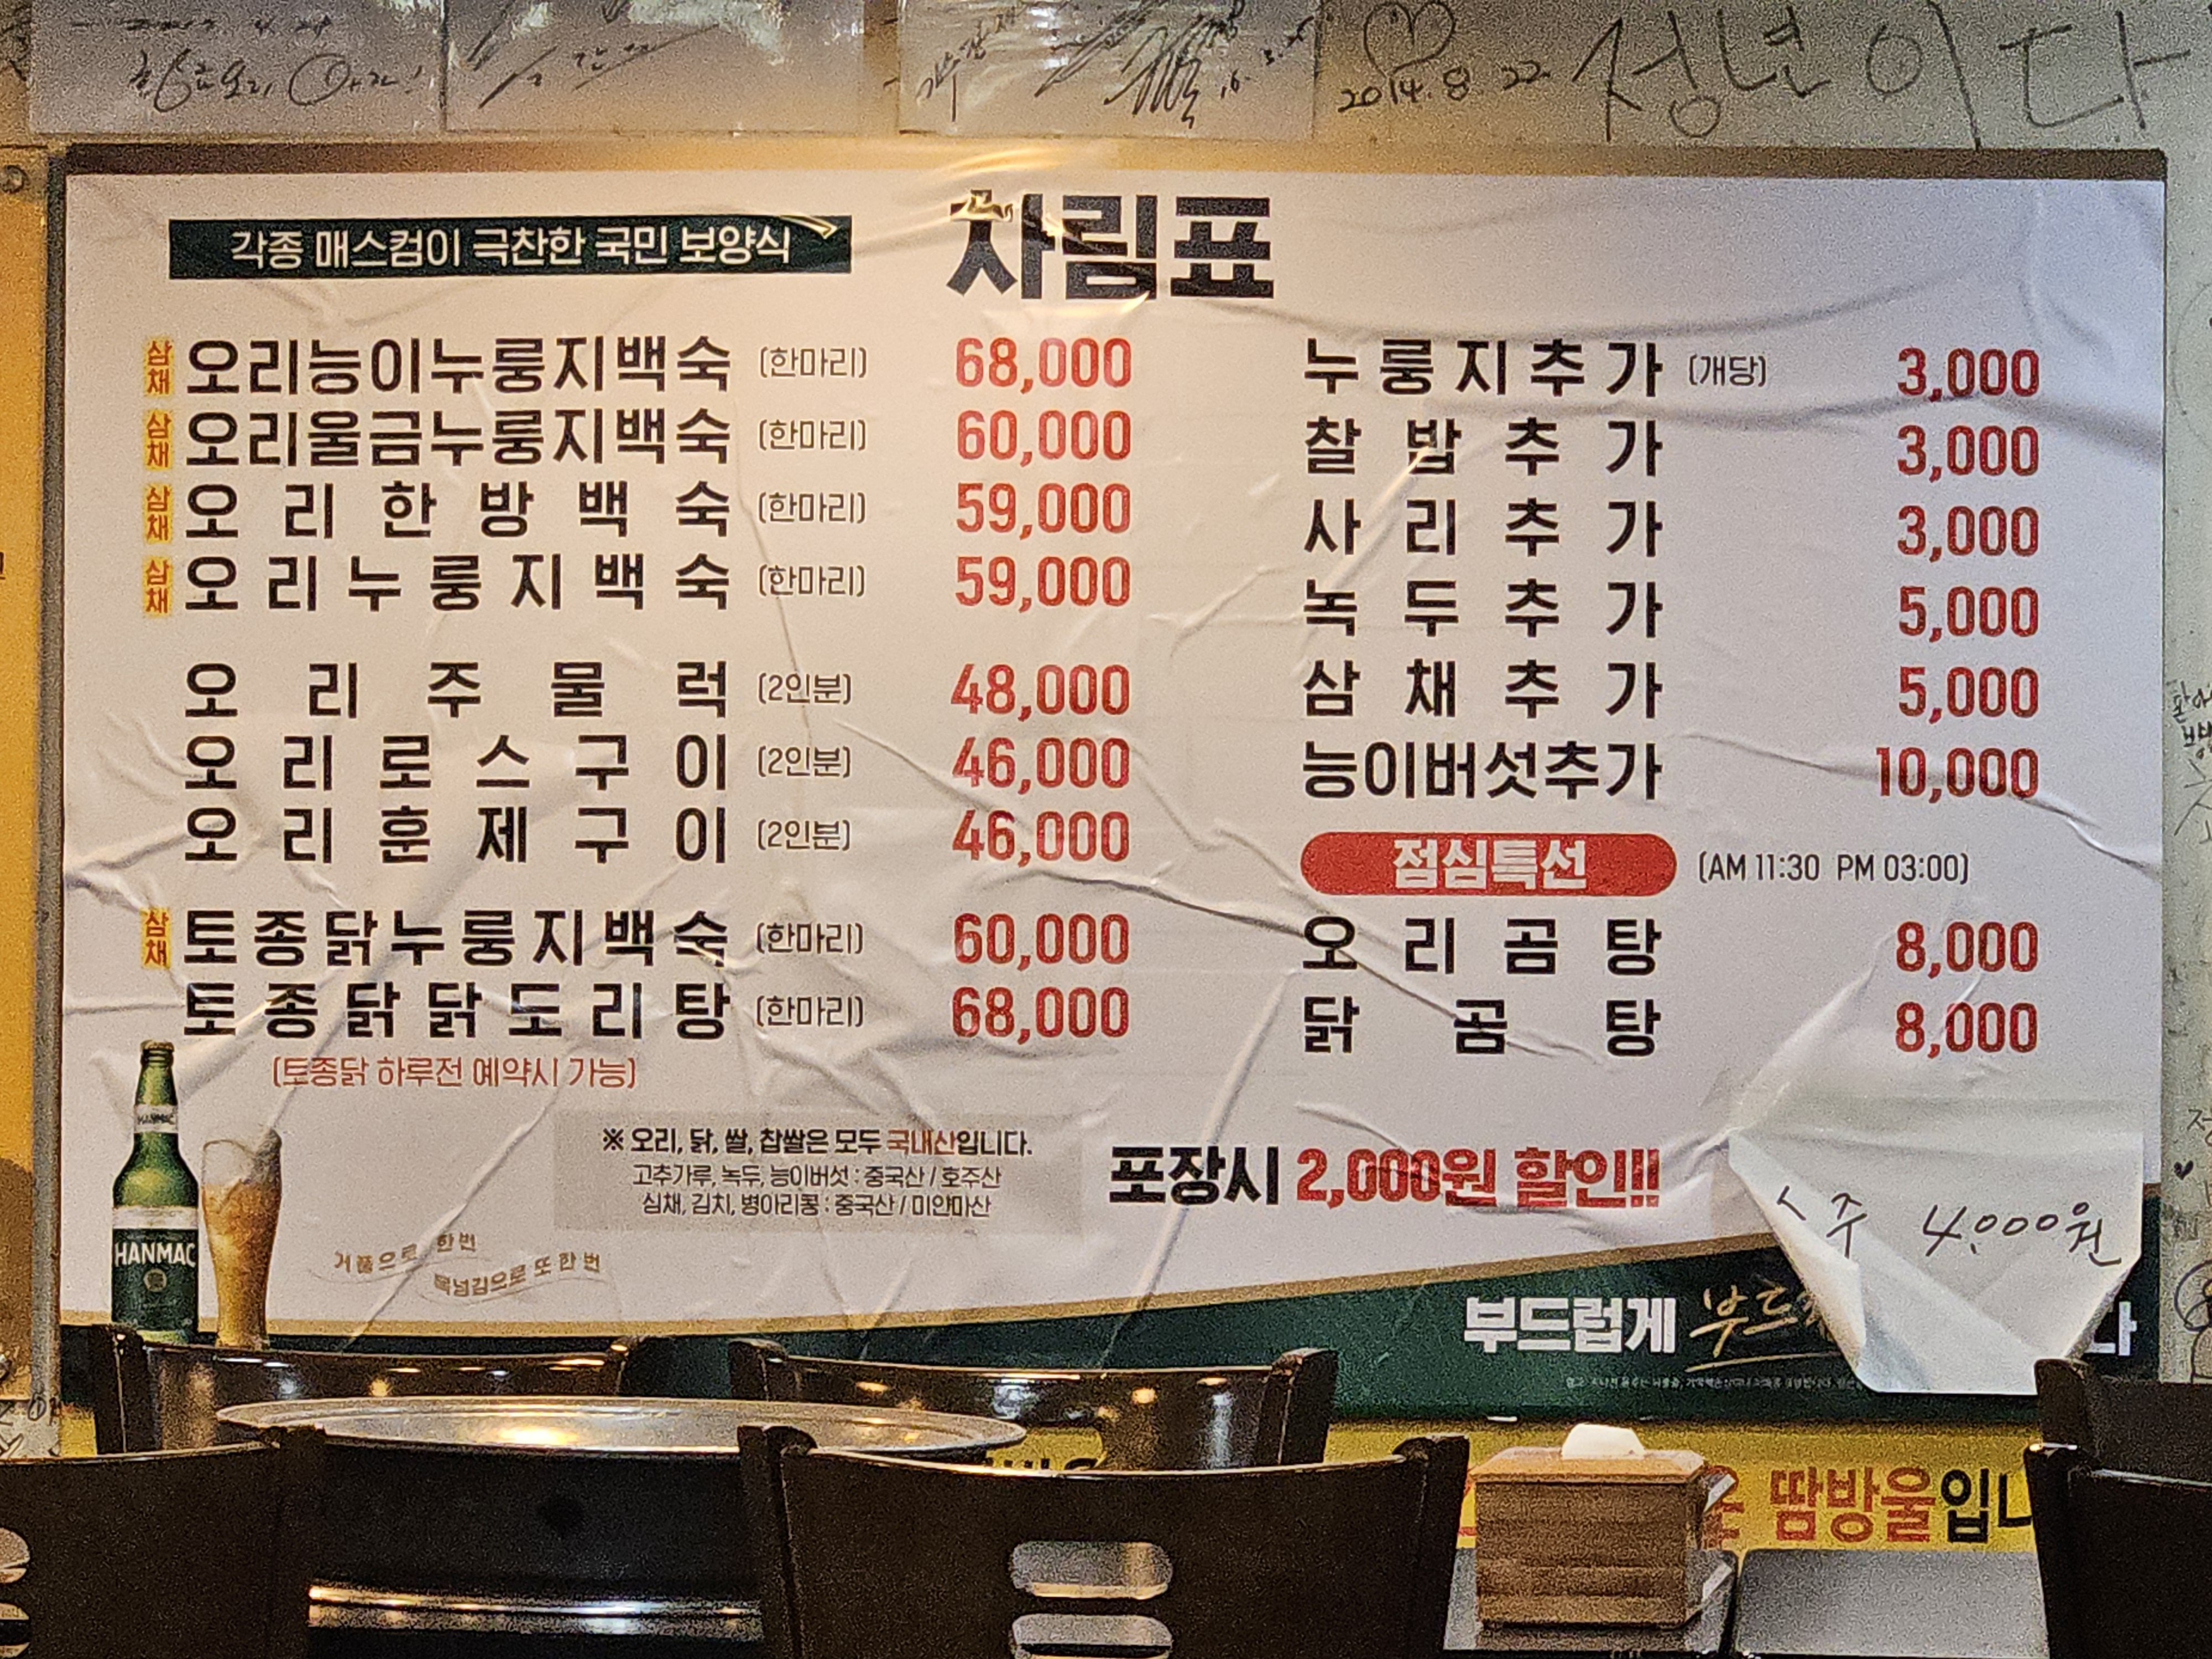 2014. 8. 22. 성년이다
차림표
각종 매스컴이 극찬한 국민 보양식
삼채 오리능이누룽지백숙 (한마리) 68,000
삼채 오리울금누룽지백숙 (한마리) 60,000
삼채 오리한방백숙 (한마리) 59,000
삼채 오리누룽지백숙 (한마리) 59,000
오리주물럭 (2인분) 48,000
오리로스구이 (2인분) 46,000
오리훈제구이 (2인분) 46,000
삼채 토종닭누룽지백숙 (한마리) 60,000
토종닭닭도리탕 (한마리) 68,000
(토종닭 하루전 예약시 가능)
누룽지추가 (개당) 3,000
찰밥추가 3,000
사리추가 3,000
녹두추가 5,000
삼채추가 5,000
능이버섯추가 10,000
점심특선 (AM 11:30 PM 03:00)
오리곰탕 8,000
닭곰탕 8,000
※ 오리, 닭, 쌀, 찹쌀은 모두 국내산입니다.
고추가루, 녹두, 능이버섯 : 중국산 / 호주산
심채, 김치, 병아리콩 : 중국산 / 미얀마산
포장시 2,000원 할인!!
소주 4,000원
HANMAC
HANMAC
거품으로 한번
목넘김으로 또 한번
부드럽게 부드
땀방울입니